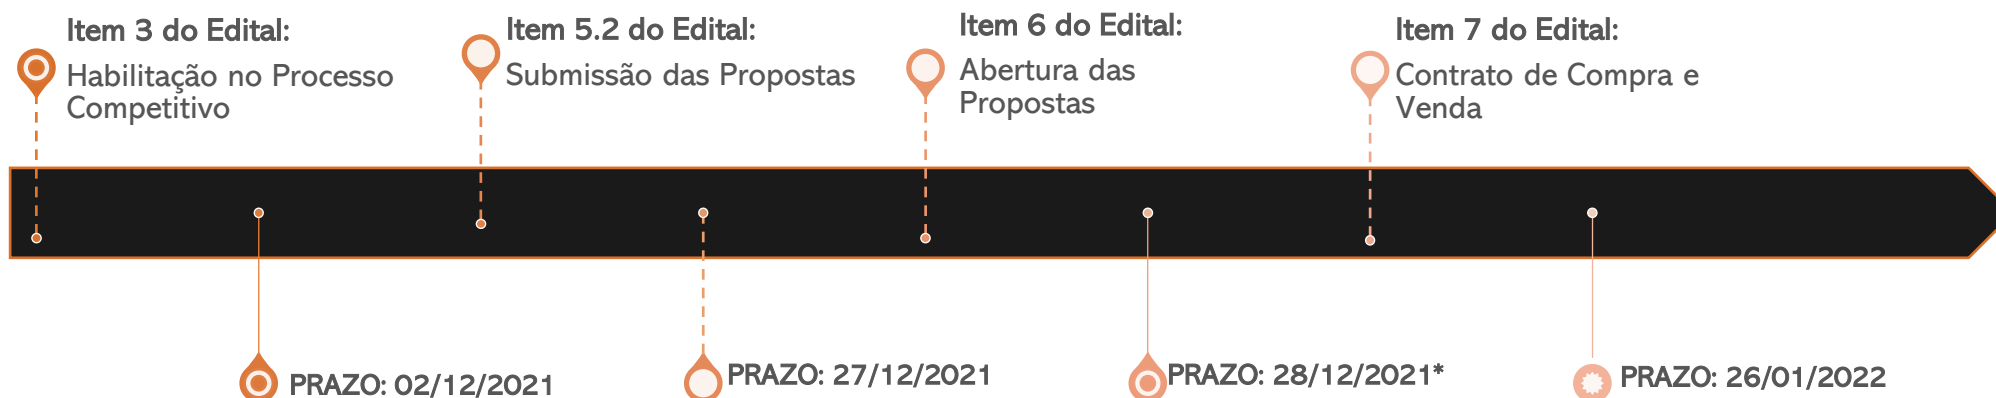 Item 3 do Edital:
Habilitação no Processo
Competitivo
Item 5.2 do Edital:
Submissão das Propostas
Item 6 do Edital:
Abertura das
Propostas
Item 7 do Edital:
Contrato de Compra e
Venda
PRAZO: 02/12/2021
PRAZO: 27/12/2021
PRAZO: 28/12/2021*
PRAZO: 26/01/2022